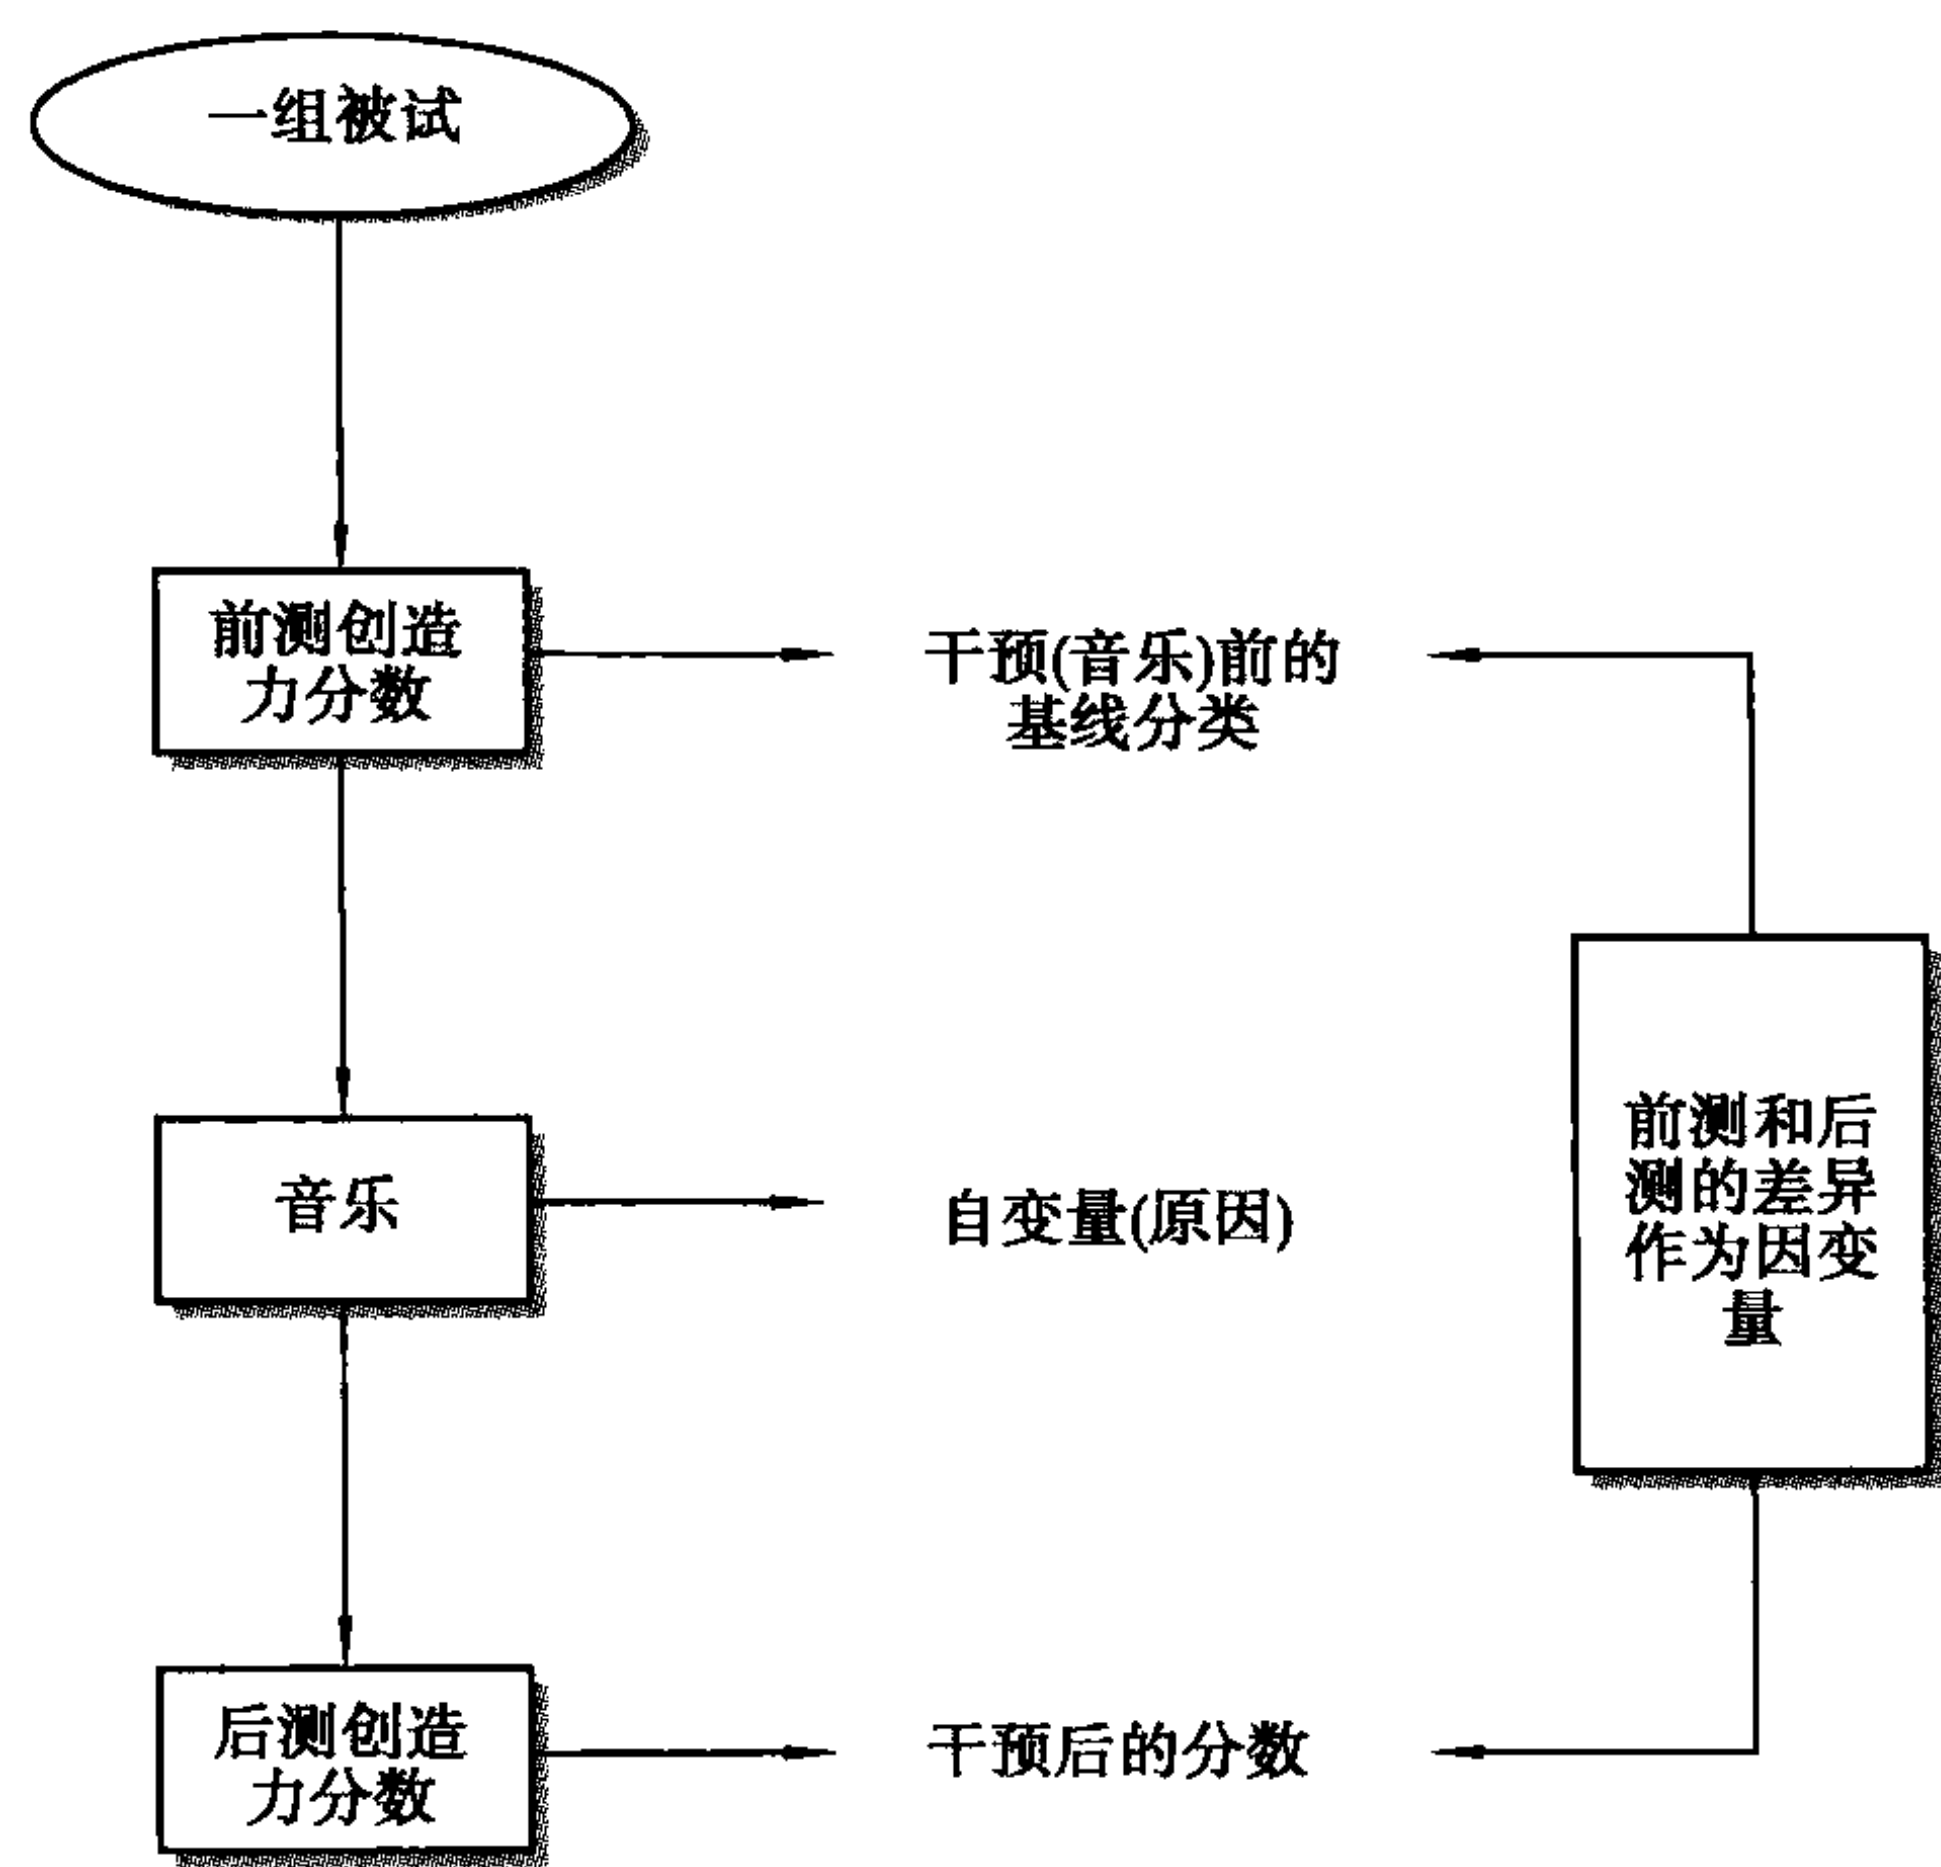 一组被试
前测创造
力分数
干预(音乐)前的
基线分类
音乐
自变量(原因)
前测和后
测的差异
作为因变
量
后测创造
力分数
干预后的分数